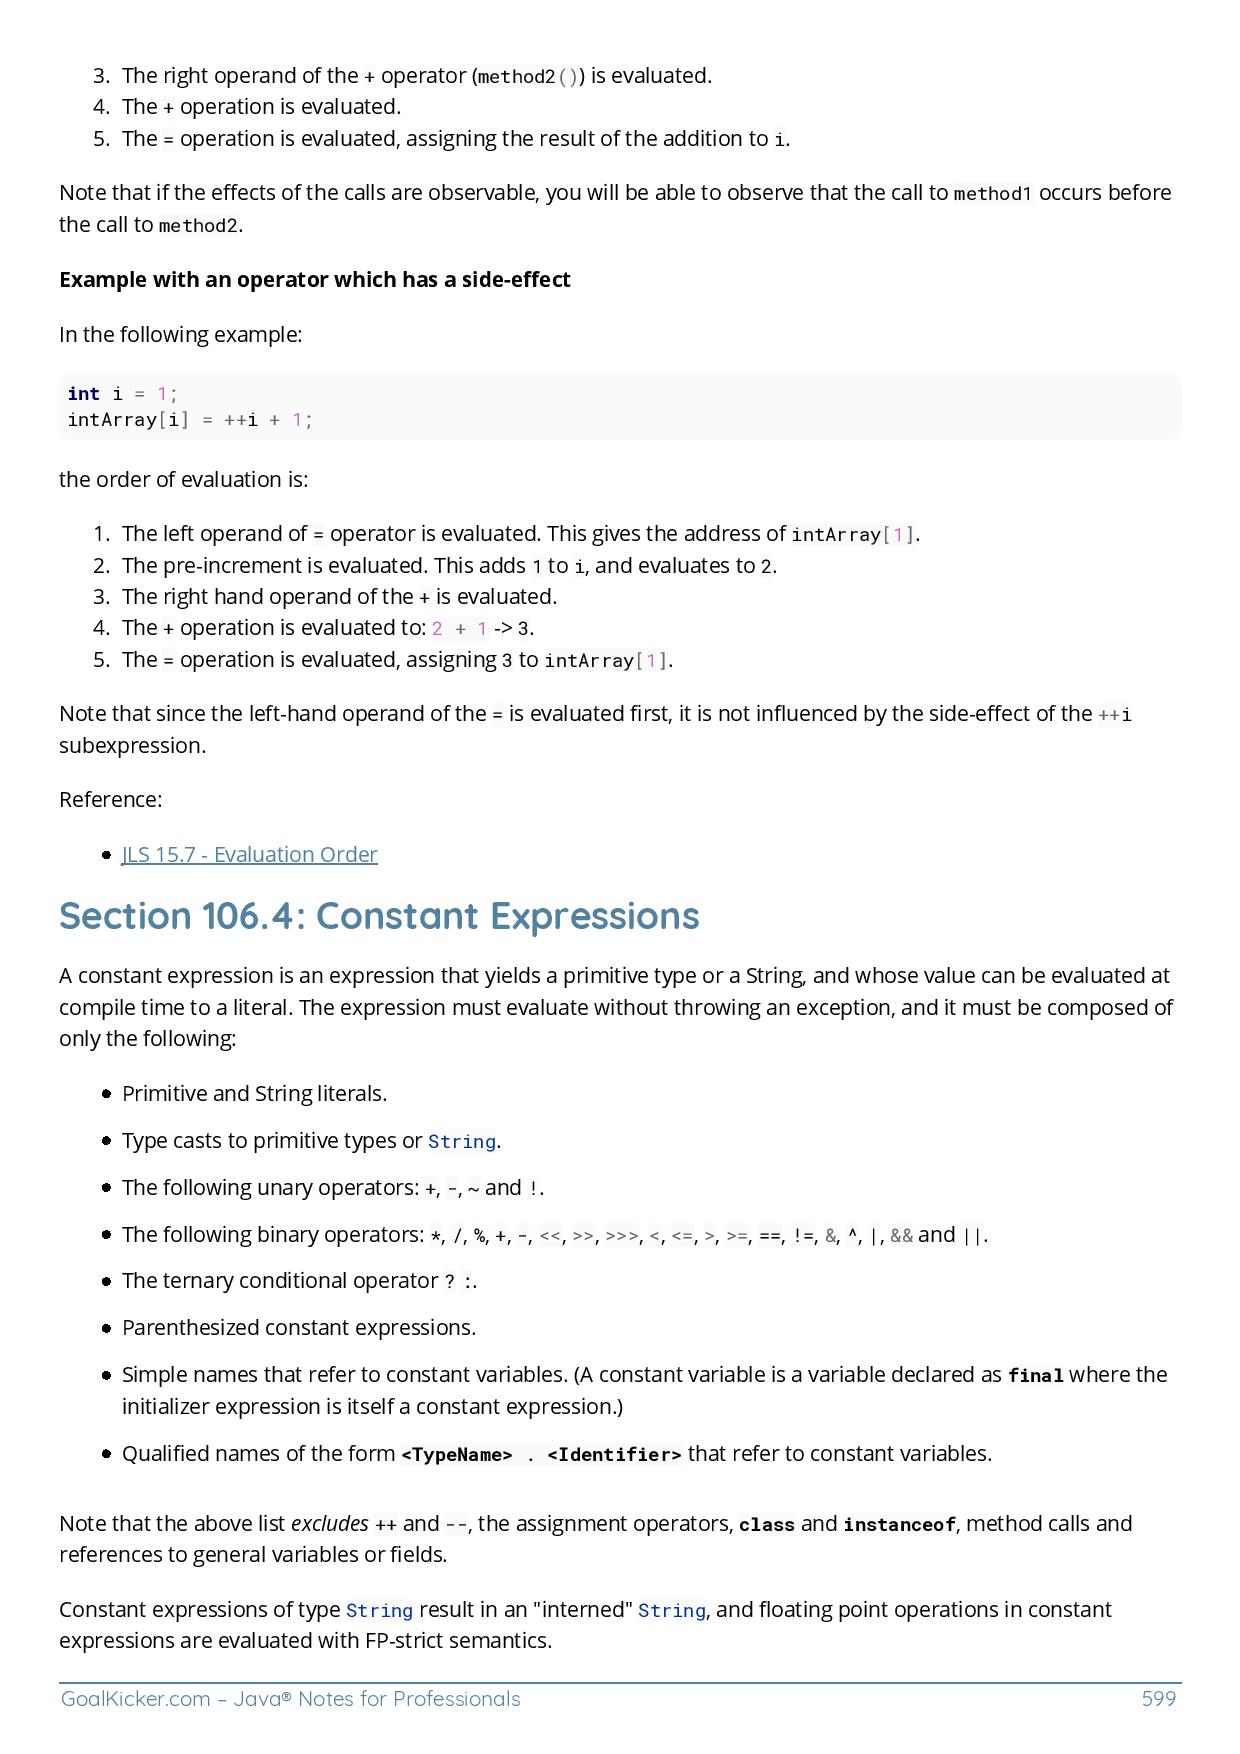 3. The right operand of the + operator (method2()) is evaluated.
4. The + operation is evaluated.
5. The = operation is evaluated, assigning the result of the addition to i.
Note that if the effects of the calls are observable, you will be able to observe that the call to method1 occurs before
the call to method2.
Example with an operator which has a side-effect
In the following example:
int i = 1;
intArray[i] = ++i + 1;
the order of evaluation is:
1. The left operand of = operator is evaluated. This gives the address of intArray[1].
2. The pre-increment is evaluated. This adds 1 to i, and evaluates to 2.
3. The right hand operand of the + is evaluated.
4. The + operation is evaluated to: 2 + 1 -> 3.
5. The = operation is evaluated, assigning 3 to intArray[1].
Note that since the left-hand operand of the = is evaluated first, it is not influenced by the side-effect of the ++i
subexpression.
Reference:
• JLS 15.7 - Evaluation Order
Section 106.4: Constant Expressions
A constant expression is an expression that yields a primitive type or a String, and whose value can be evaluated at
compile time to a literal. The expression must evaluate without throwing an exception, and it must be composed of
only the following:
• Primitive and String literals.
• Type casts to primitive types or String.
• The following unary operators: +, -, ~ and !.
• The following binary operators: *, /, %, +, -, <<, >>, >>>, <, <=, >, >=, ==, !=, &, ^, |, && and ||.
• The ternary conditional operator ? :.
• Parenthesized constant expressions.
• Simple names that refer to constant variables. (A constant variable is a variable declared as final where the
initializer expression is itself a constant expression.)
• Qualified names of the form <TypeName> . <Identifier> that refer to constant variables.
Note that the above list excludes ++ and --, the assignment operators, class and instanceof, method calls and
references to general variables or fields.
Constant expressions of type String result in an "interned" String, and floating point operations in constant
expressions are evaluated with FP-strict semantics.
GoalKicker.com – Java® Notes for Professionals 599